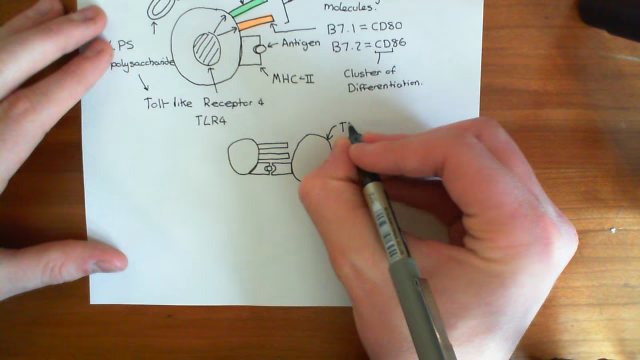 molecules.
B7.1 = CD80
B7.2 = CD86
Antigen
MHC-II
Cluster of
Differentiation.
LPS
polysaccharide
Toll like Receptor 4
TLR4
T